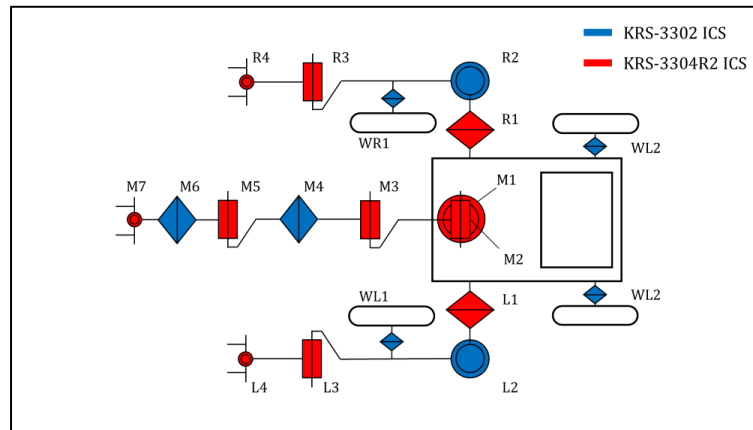 KRS-3302 ICS
KRS-3304R2 ICS
R4
R3
R2
R1
WR1
WL2
M7
M6
M5
M4
M3
M1
M2
WL1
L1
WL2
L4
L3
L2